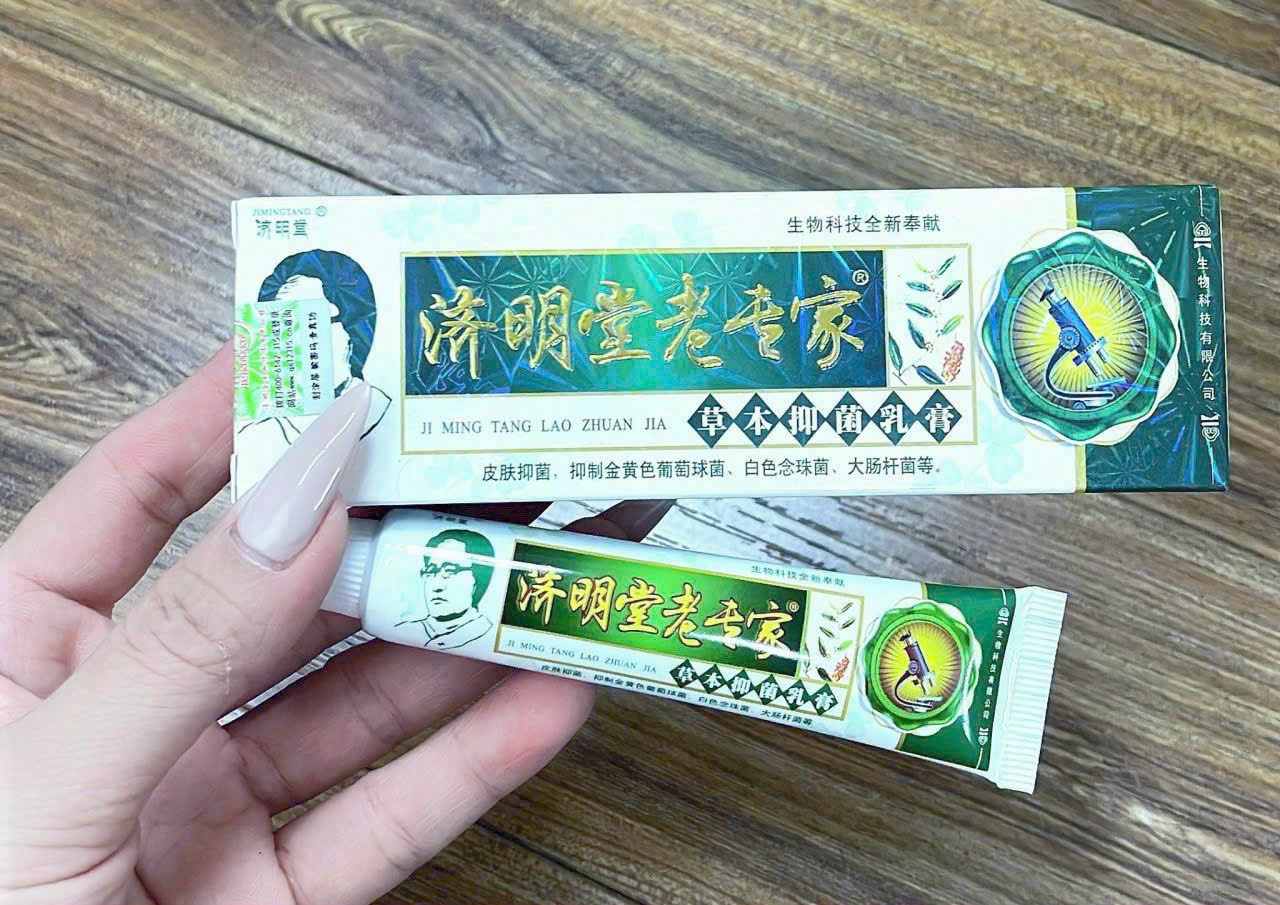 JIMINGTANG ®
济明堂
生物科技全新奉献
济明堂老专家®
JI MING TANG LAO ZHUAN JIA
草本抑菌乳膏
皮肤抑菌，抑制金黄色葡萄球菌、白色念珠菌、大肠杆菌等。
生物科技有限公司
济明堂
生物科技全新奉献
济明堂老专家®
JI MING TANG LAO ZHUAN JIA
草本抑菌乳膏
皮肤抑菌，抑制金黄色葡萄球菌、白色念珠菌、大肠杆菌等
生物科技有限公司